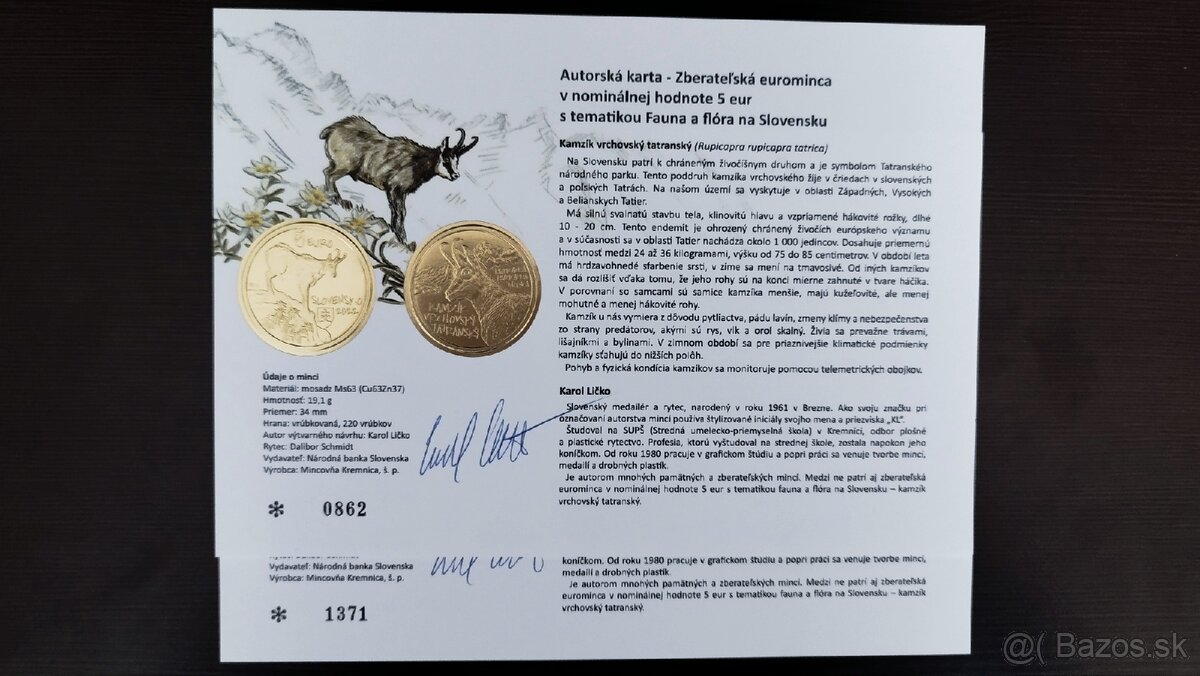 Autorská karta - Zberateľská eurominca
v nominálnej hodnote 5 eur
s tematikou Fauna a flóra na Slovensku
Kamzík vrchovský tatranský (Rupicapra rupicapra tatrica)
Na Slovensku patrí k chráneným živočíšnym druhom a je symbolom Tatranského
národného parku. Tento poddruh kamzíka vrchovského žije v čriedach v slovenských
a poľských Tatrách. Na našom území sa vyskytuje v oblasti Západných, Vysokých
a Belianskych Tatier.
Má silnú svalnatú stavbu tela, klinovitú hlavu a vzpriamené hákovité rožky, dlhé
10 - 20 cm. Tento endemit je ohrozený chránený živočích európskeho významu
a v súčasnosti sa v oblasti Tatier nachádza okolo 1 000 jedincov. Dosahuje priemernú
hmotnosť medzi 24 až 36 kilogramami, výšku od 75 do 85 centimetrov. V období leta
má hrdzavohnedé sfarbenie srsti, v zime sa mení na tmavosivé. Od iných kamzíkov
sa dá rozlíšiť vďaka tomu, že jeho rohy sú na konci mierne zahnuté v tvare háčika.
V porovnaní so samcami sú samice kamzíka menšie, majú kužeľovité, ale menej
mohutné a menej hákovité rohy.
Kamzík u nás vymiera z dôvodu pytliactva, pádu lavín, zmeny klímy a nebezpečenstva
zo strany predátorov, akými sú rys, vlk a orol skalný. Živia sa prevažne trávami,
lišajníkmi a bylinami. V zimnom období sa pre priaznivejšie klimatické podmienky
kamzíky sťahujú do nižších polôh.
Pohyb a fyzická kondícia kamzíkov sa monitoruje pomocou telemetrických obojkov.
Karol Ličko
Slovenský medailér a rytec, narodený v roku 1961 v Brezne. Ako svoju značku pri
označovaní autorstva mincí používa štylizované iniciály svojho mena a priezviska „KL“.
Študoval na SUPŠ (Stredná umelecko-priemyselná škola) v Kremnici, odbor plošné
a plastické rytectvo. Profesia, ktorú vyštudoval na strednej škole, zostala napokon jeho
koníčkom. Od roku 1980 pracuje v grafickom štúdiu a popri práci sa venuje tvorbe mincí,
medailí a drobných plastík.
Je autorom mnohých pamätných a zberateľských mincí. Medzi ne patrí aj zberateľská
eurominca v nominálnej hodnote 5 eur s tematikou fauna a flóra na Slovensku – kamzík
vrchovský tatranský.
5 EURO
SLOVENSKO
2022
KAMZÍK
VRCHOVSKÝ
TATRANSKÝ
Údaje o minci
Materiál: mosadz Ms63 (Cu63Zn37)
Hmotnosť: 19,1 g
Priemer: 34 mm
Hrana: vrúbkovaná, 220 vrúbkov
Autor výtvarného návrhu: Karol Ličko
Rytec: Dalibor Schmidt
Vydavateľ: Národná banka Slovenska
Výrobca: Mincovňa Kremnica, š. p.
* 0862
Vydavateľ: Národná banka Slovenska
Výrobca: Mincovňa Kremnica, š. p.
* 1371
koníčkom. Od roku 1980 pracuje v grafickom štúdiu a popri práci sa venuje tvorbe mincí,
medailí a drobných plastík.
Je autorom mnohých pamätných a zberateľských mincí. Medzi ne patrí aj zberateľská
eurominca v nominálnej hodnote 5 eur s tematikou fauna a flóra na Slovensku – kamzík
vrchovský tatranský.
@( Bazos.sk